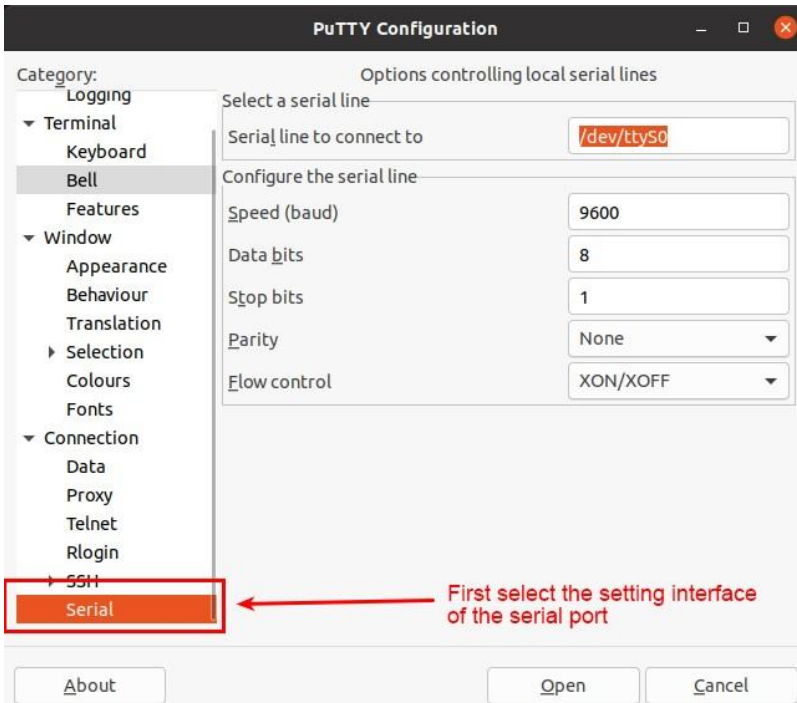 PuTTY Configuration
Category:
Options controlling local serial lines
Logging
Terminal
Keyboard
Bell
Features
Window
Appearance
Behaviour
Translation
Selection
Colours
Fonts
Connection
Data
Proxy
Telnet
Rlogin
SSH
Serial
Select a serial line
Serial line to connect to
/dev/ttyS0
Configure the serial line
Speed (baud)
9600
Data bits
8
Stop bits
1
Parity
None
Flow control
XON/XOFF
First select the setting interface
of the serial port
About
Open
Cancel